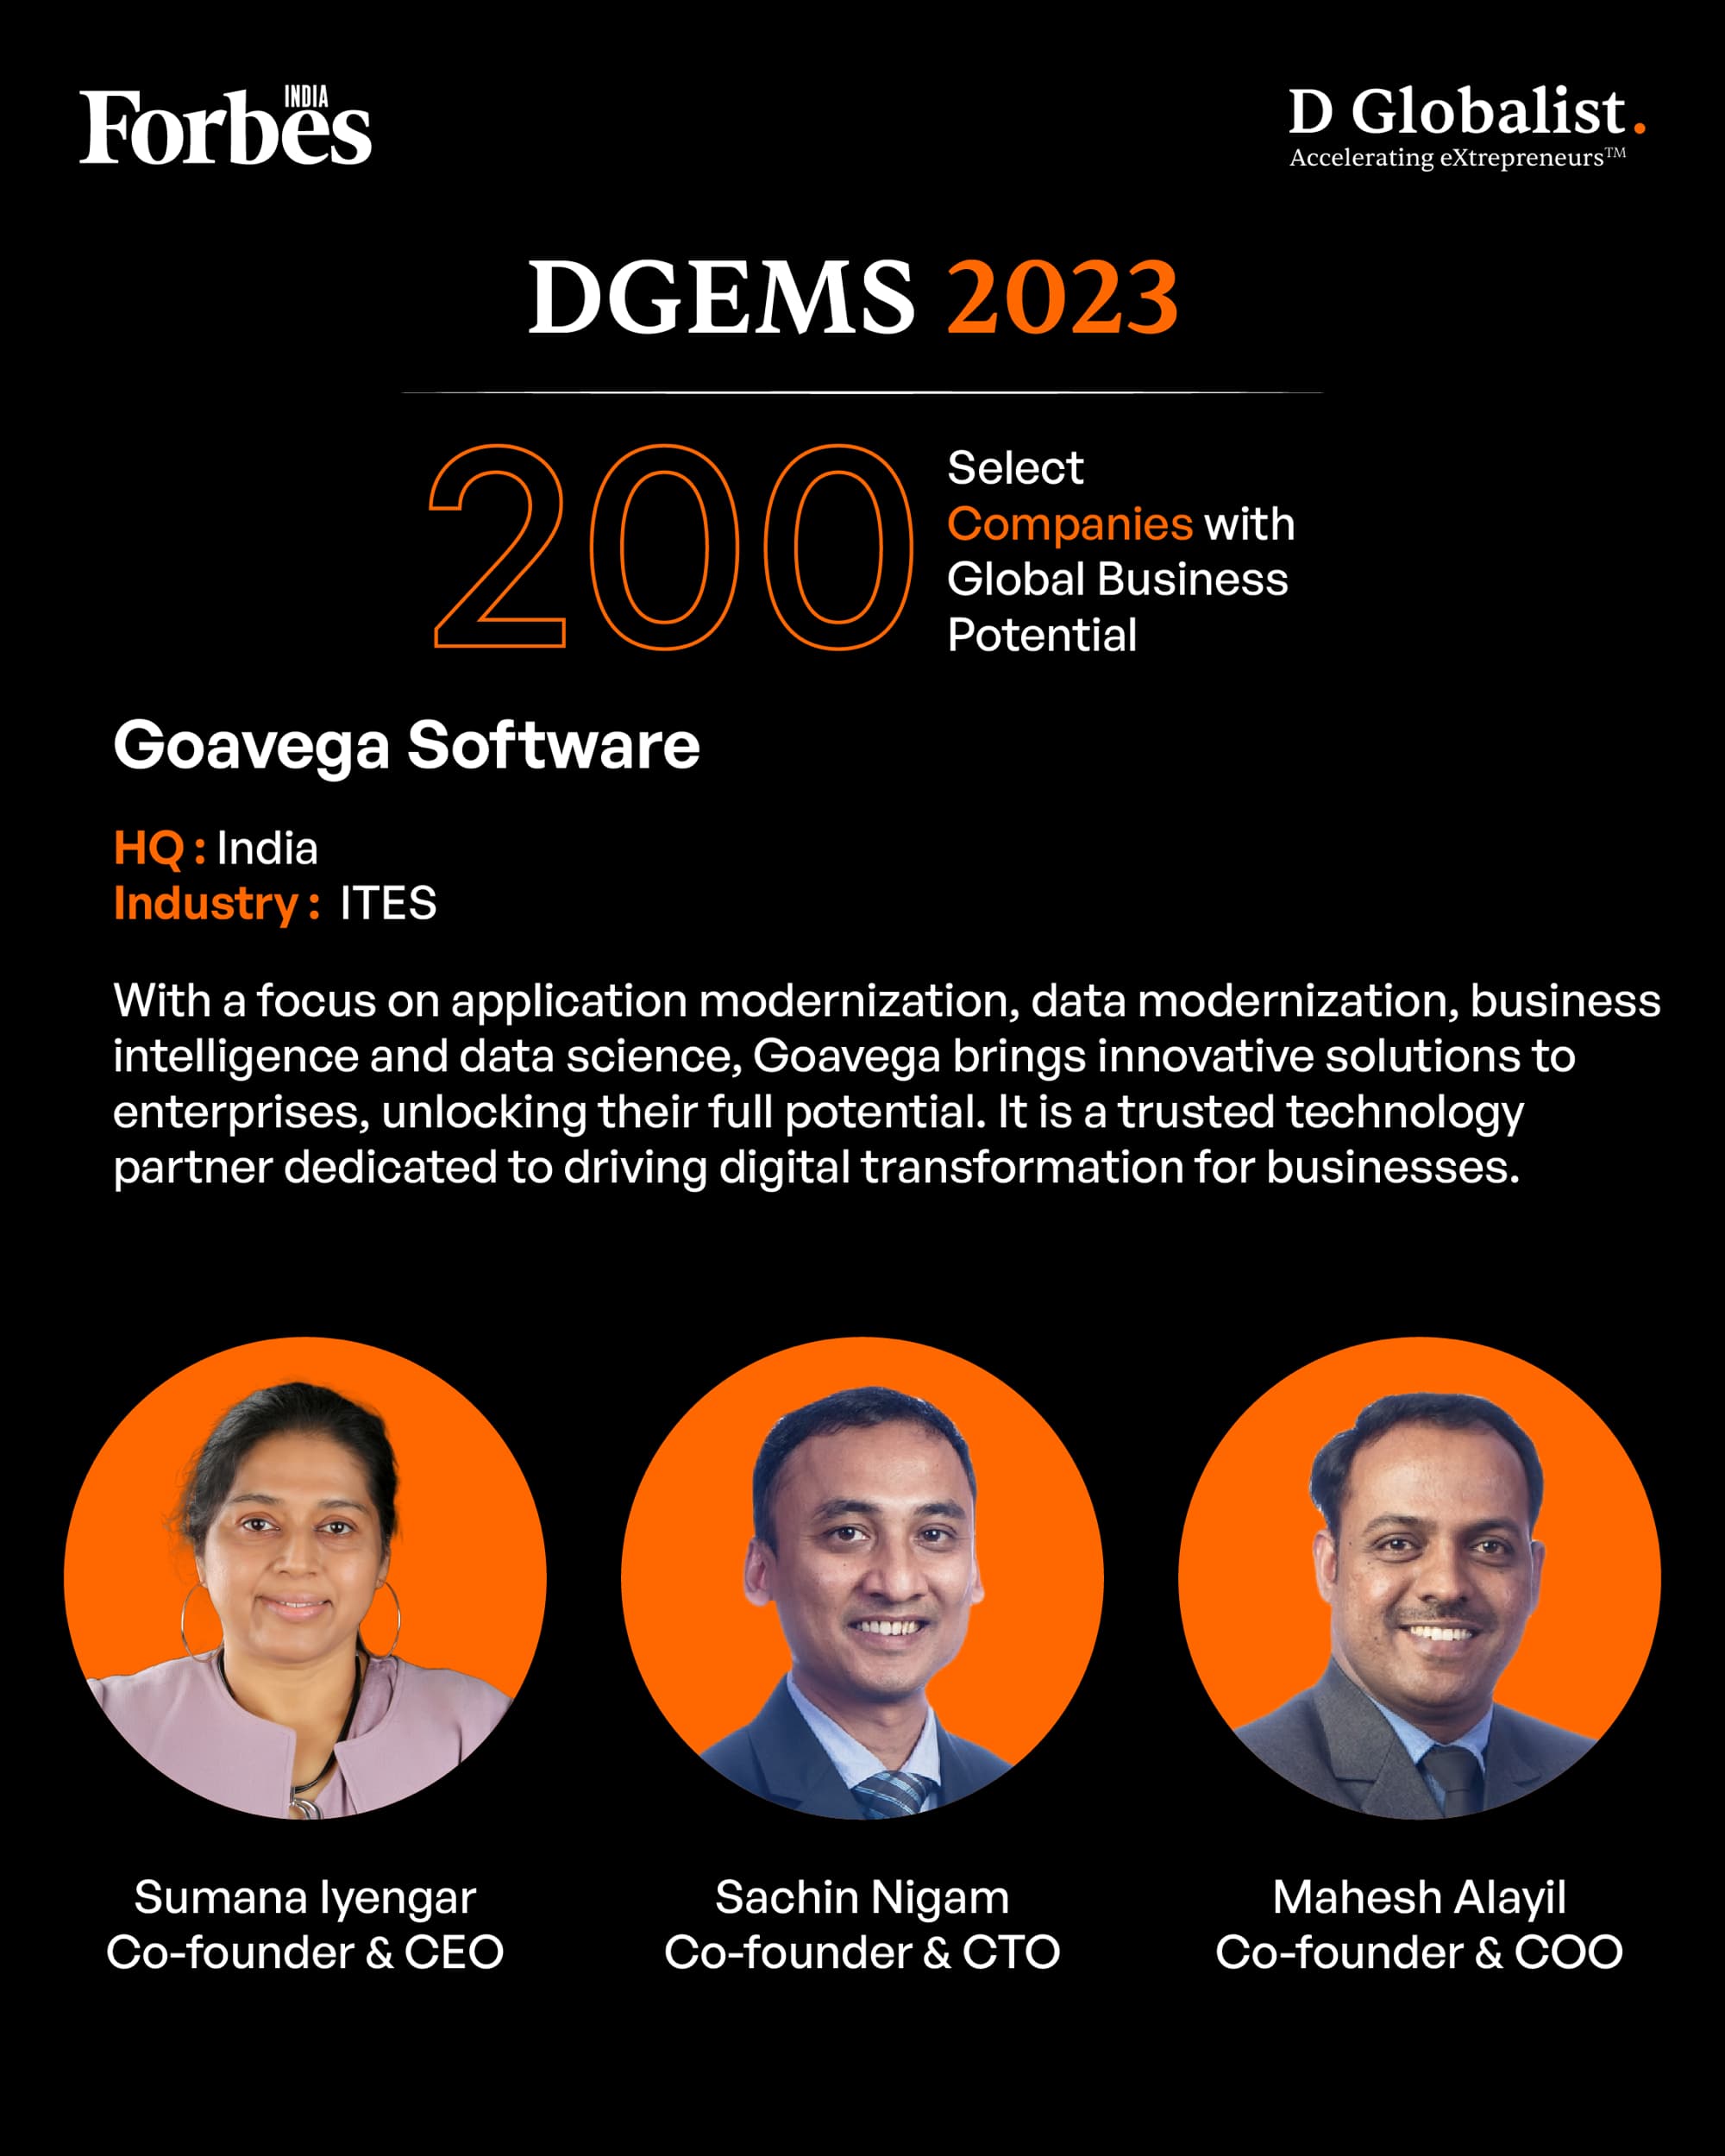 Forbes INDIA
D Globalist.
Accelerating eXtrepreneurs™
DGEMS 2023
200
Select
Companies with
Global Business
Potential
Goavega Software
HQ : India
Industry : ITES
With a focus on application modernization, data modernization, business
intelligence and data science, Goavega brings innovative solutions to
enterprises, unlocking their full potential. It is a trusted technology
partner dedicated to driving digital transformation for businesses.
Sumana Iyengar
Co-founder & CEO
Sachin Nigam
Co-founder & CTO
Mahesh Alayil
Co-founder & COO